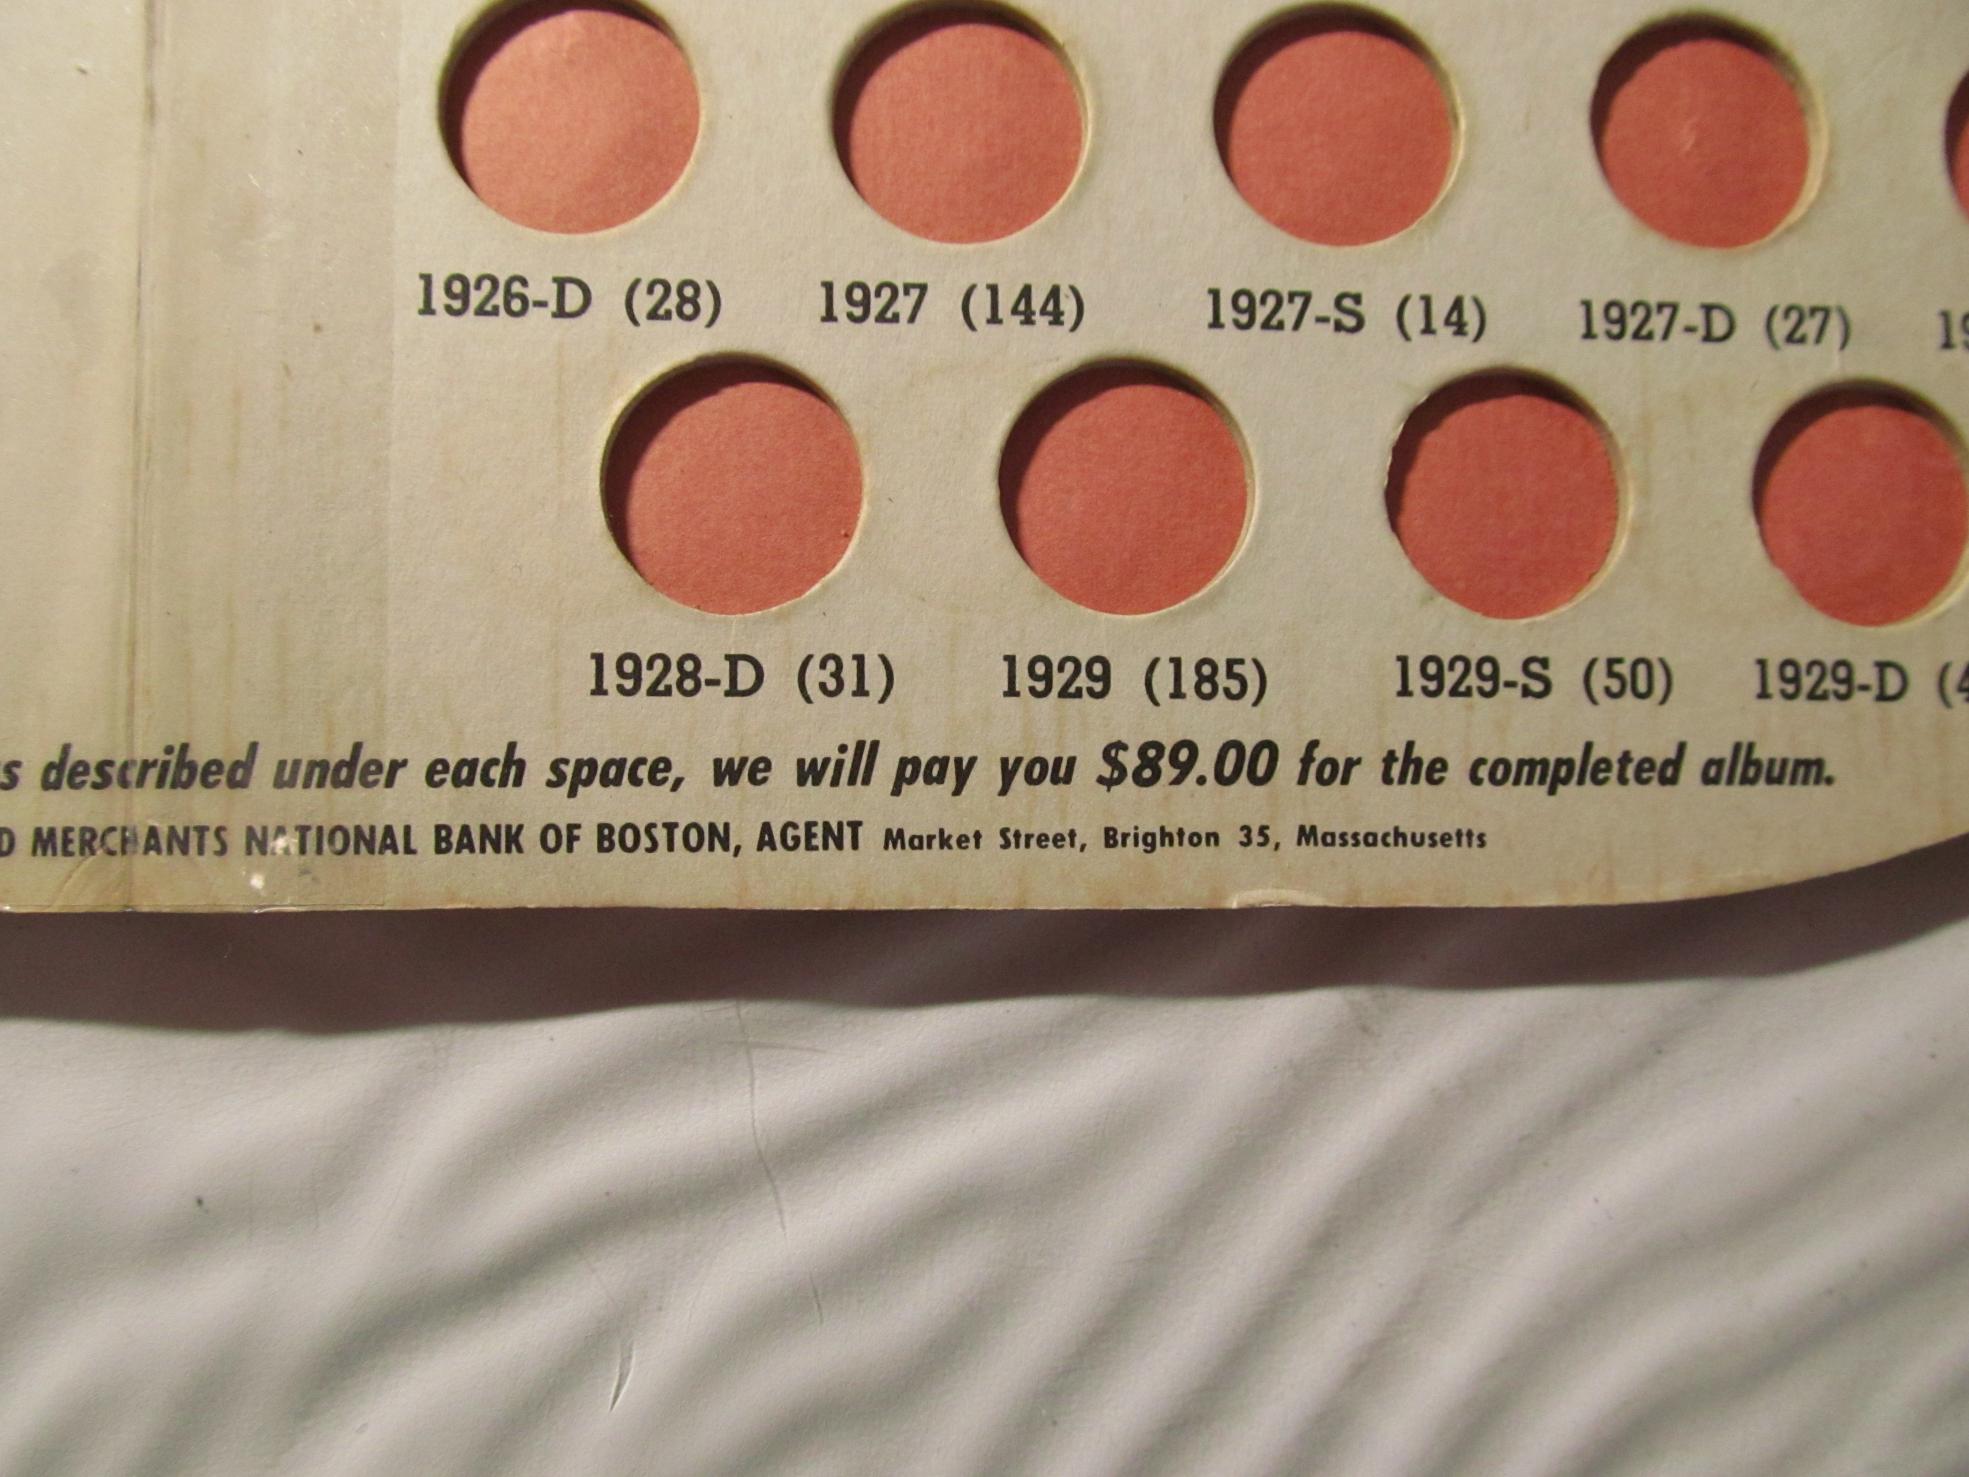 1926-D (28) 1927 (144) 1927-S (14) 1927-D (27)
1928-D (31) 1929 (185) 1929-S (50) 1929-D
described under each space, we will pay you $89.00 for the completed album.
MERCHANTS NATIONAL BANK OF BOSTON, AGENT Market Street, Brighton 35, Massachusetts